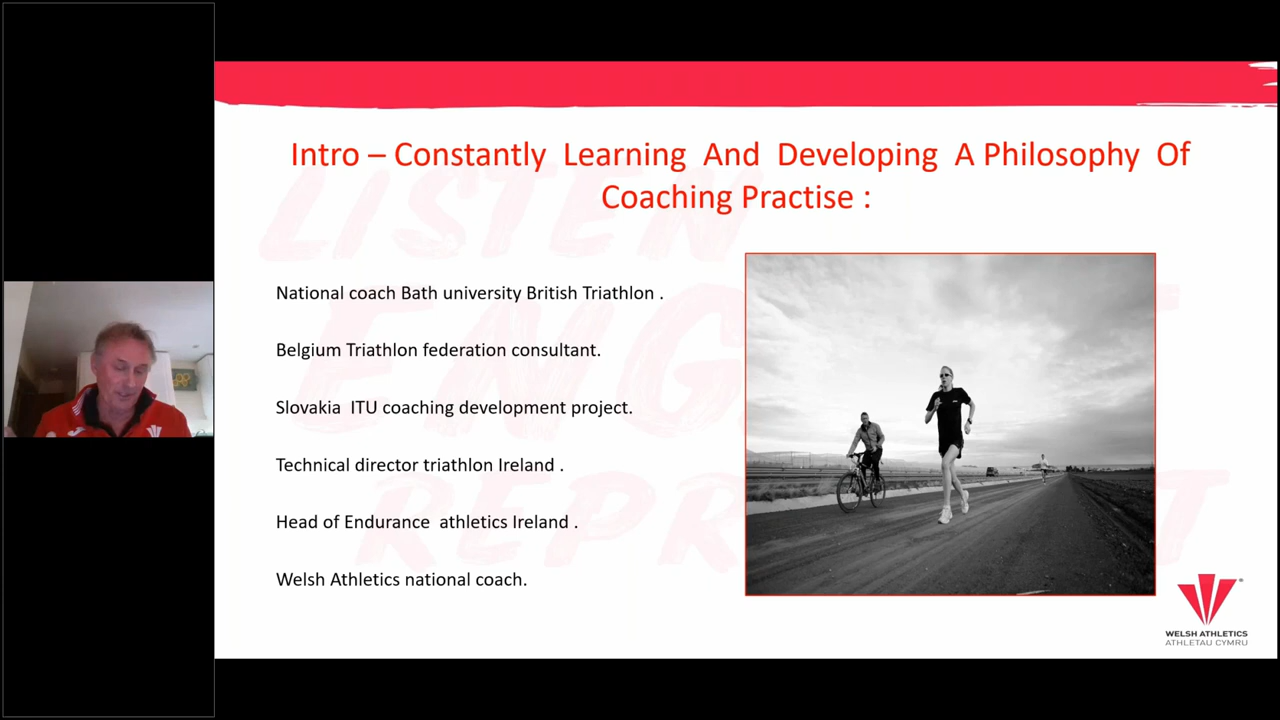 Intro – Constantly Learning And Developing A Philosophy Of
Coaching Practise :
National coach Bath university British Triathlon .
Belgium Triathlon federation consultant.
Slovakia ITU coaching development project.
Technical director triathlon Ireland .
Head of Endurance athletics Ireland .
Welsh Athletics national coach.
LISTEN
WELSH ATHLETICS
ATHLETAU CYMRU